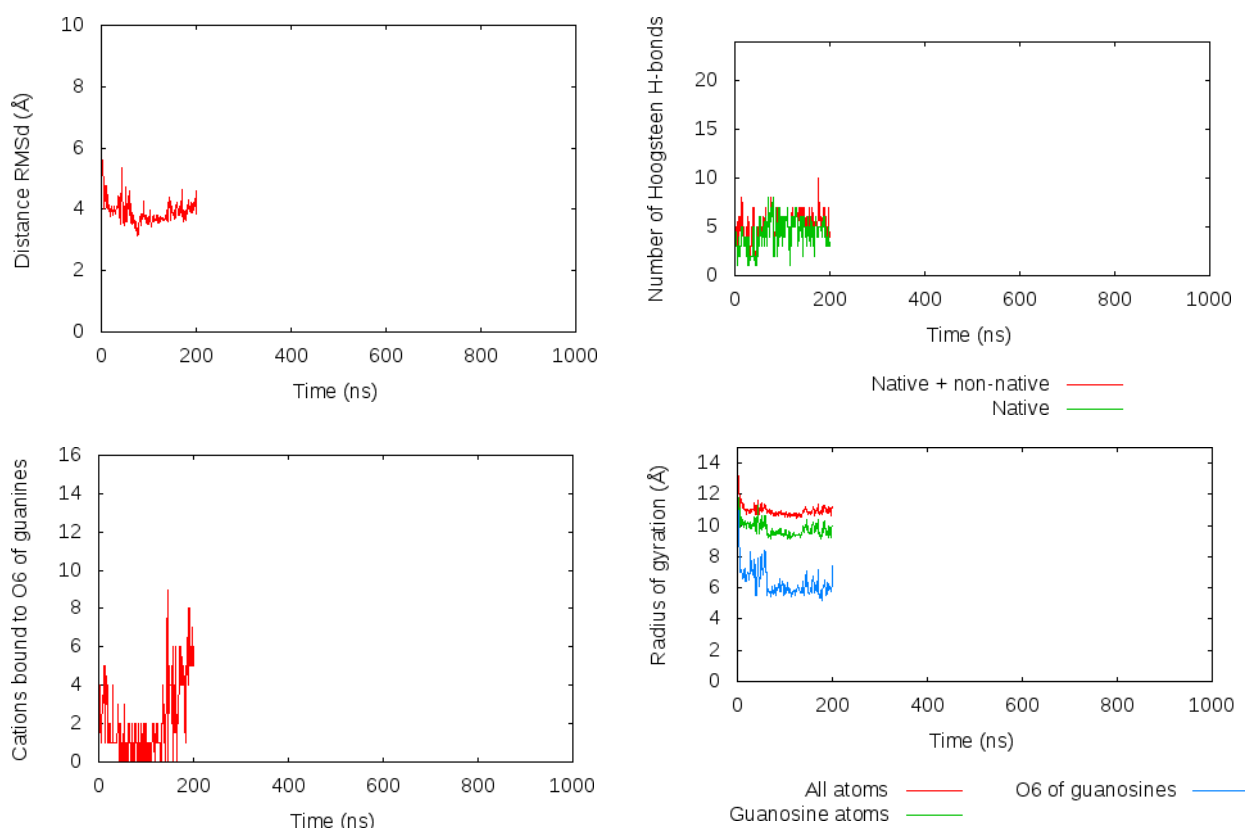 Distance RMSd (Å)
10
8
6
4
2
0
0 200 400 600 800 1000
Time (ns)
Number of Hoogsteen H-bonds
20
15
10
5
0
0 200 400 600 800 1000
Time (ns)
Native + non-native
Native
Cations bound to O6 of guanines
16
14
12
10
8
6
4
2
0
0 200 400 600 800 1000
Time (ns)
Radius of gyration (Å)
14
12
10
8
6
4
2
0
0 200 400 600 800 1000
Time (ns)
All atoms O6 of guanosines
Guanosine atoms